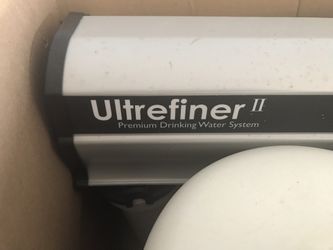 Ultrefiner II
Premium Drinking Water System